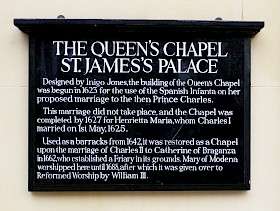 THE QUEEN'S CHAPEL
ST. JAMES'S PALACE
Designed by Inigo Jones, the building of the Queen's Chapel
was begun in 1623 for the use of the Spanish Infanta on her
proposed marriage to the then Prince Charles.
This marriage did not take place, and the Chapel was
completed by 1627 for Henrietta Maria, whom Charles I
married on 1st May, 1625.
Used as a barracks from 1642, it was restored as a Chapel
upon the marriage of Charles II to Catherine of Braganza
in 1662, who established a Friary in its grounds. Mary of Modena
worshipped here until 1688, after which it was given over to
Reformed Worship by William III.